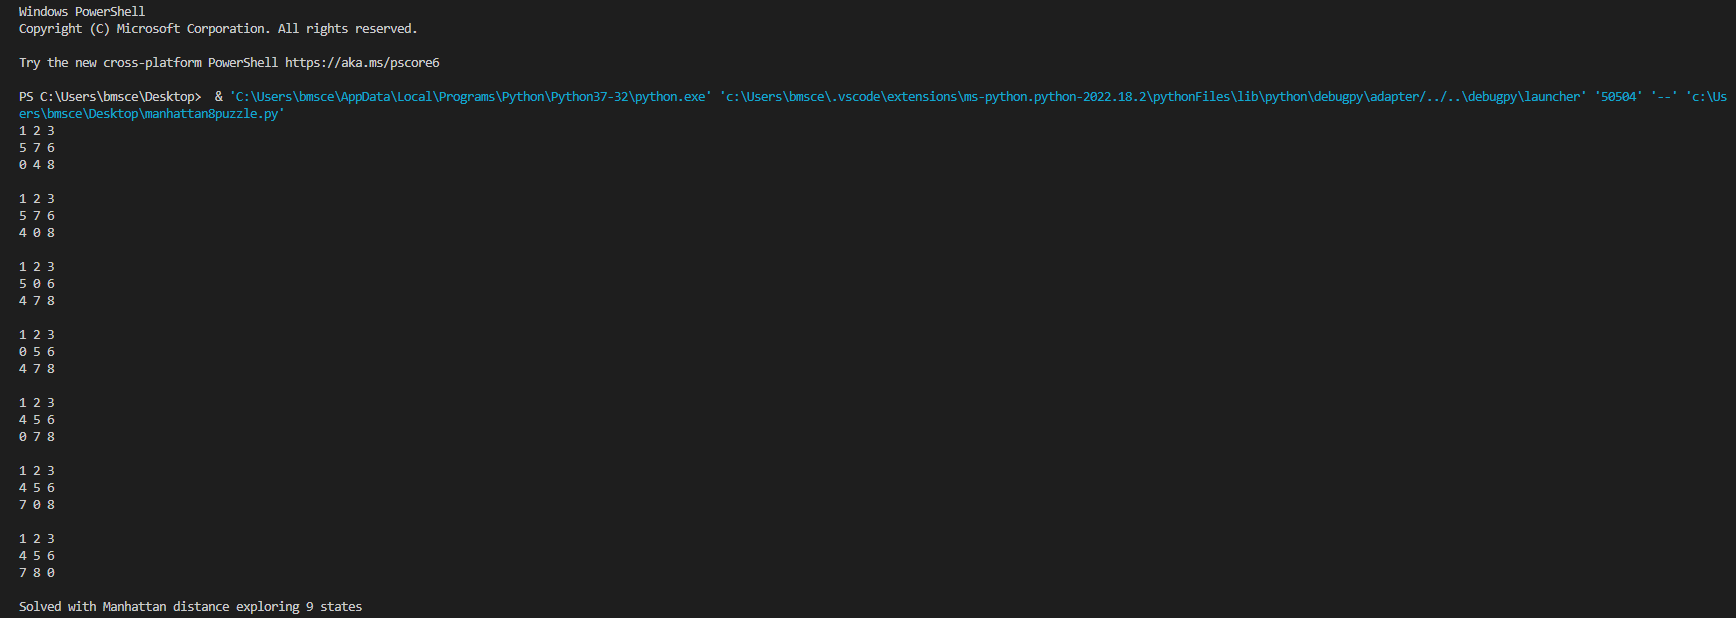 Windows PowerShell
Copyright (C) Microsoft Corporation. All rights reserved.
Try the new cross-platform PowerShell https://aka.ms/pscore6
PS C:\Users\bmsce\Desktop>  & 'C:\Users\bmsce\AppData\Local\Programs\Python\Python37-32\python.exe' 'c:\Users\bmsce\.vscode\extensions\ms-python.python-2022.18.2\pythonFiles\lib\python\debugpy\adapter/../..\debugpy\launcher' '50504' '--' 'c:\Us
ers\bmsce\Desktop\manhattan8puzzle.py'
1 2 3
5 7 6
0 4 8
1 2 3
5 7 6
4 0 8
1 2 3
5 0 6
4 7 8
1 2 3
0 5 6
4 7 8
1 2 3
4 5 6
0 7 8
1 2 3
4 5 6
7 0 8
1 2 3
4 5 6
7 8 0
Solved with Manhattan distance exploring 9 states